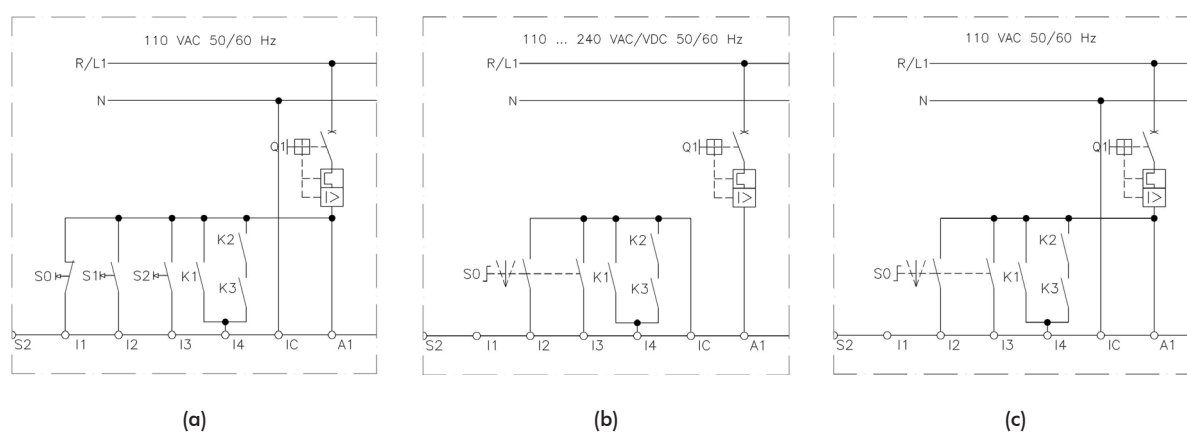 110 VAC 50/60 Hz
R/L1
N
Q1
I>
K2
S0 S1 S2 K1
K3
S2 I1 I2 I3 I4 IC A1
(a)
110 ... 240 VAC/VDC 50/60 Hz
R/L1
N
Q1
I>
K2
S0 K1
K3
S2 I1 I2 I3 I4 IC A1
(b)
110 VAC 50/60 Hz
R/L1
N
Q1
I>
K2
S0 K1
K3
S2 I1 I2 I3 I4 IC A1
(c)